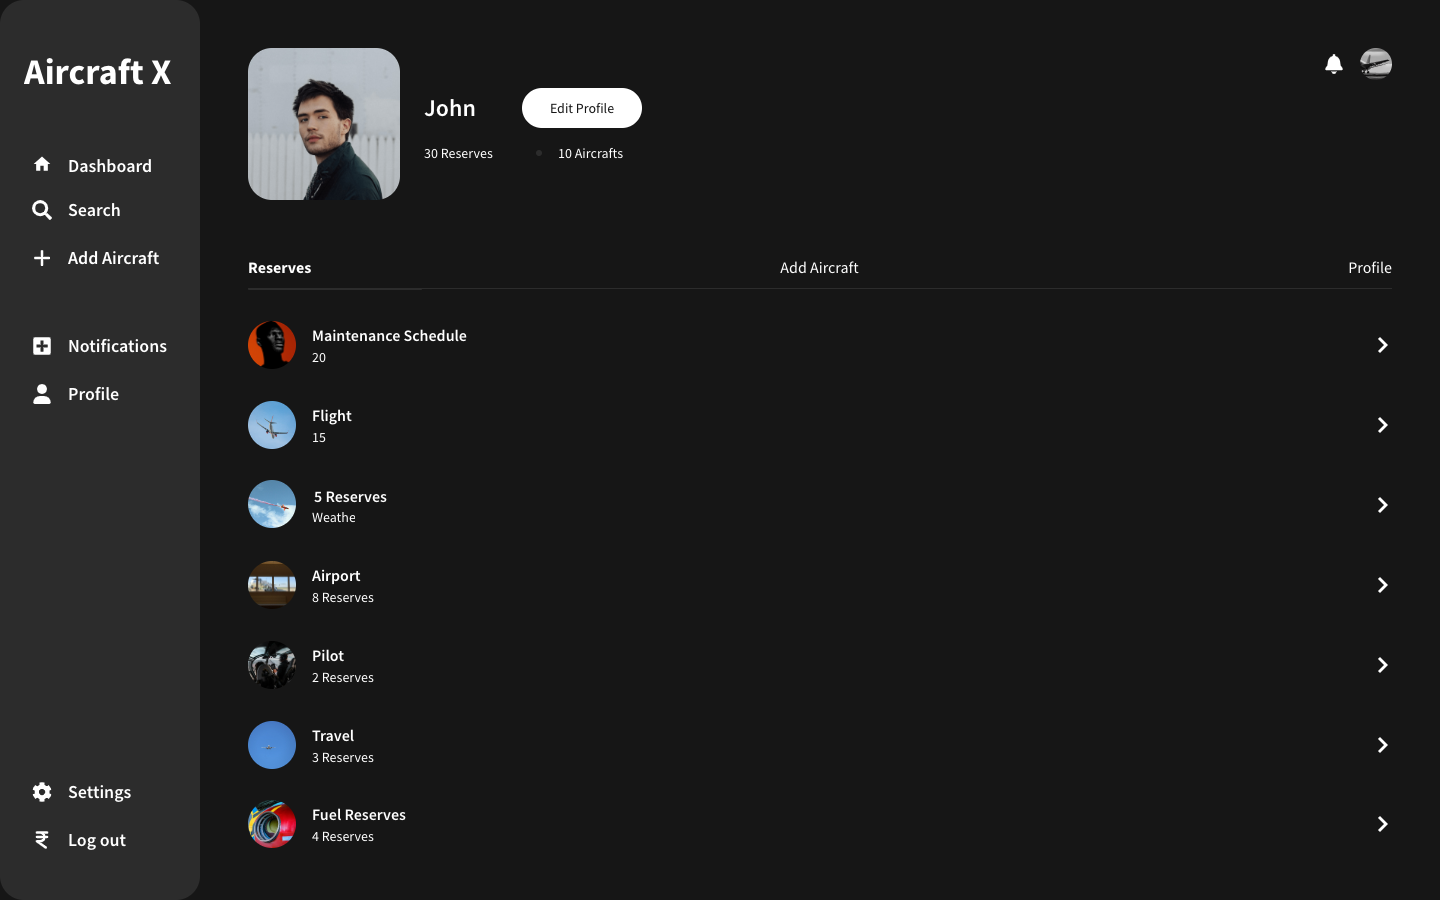 Aircraft X
Dashboard
Search
Add Aircraft
Notifications
Profile
Settings
Log out
John
Edit Profile
30 Reserves
10 Aircrafts
Reserves
Add Aircraft
Profile
Maintenance Schedule
20
Flight
15
5 Reserves
Weathe
Airport
8 Reserves
Pilot
2 Reserves
Travel
3 Reserves
Fuel Reserves
4 Reserves